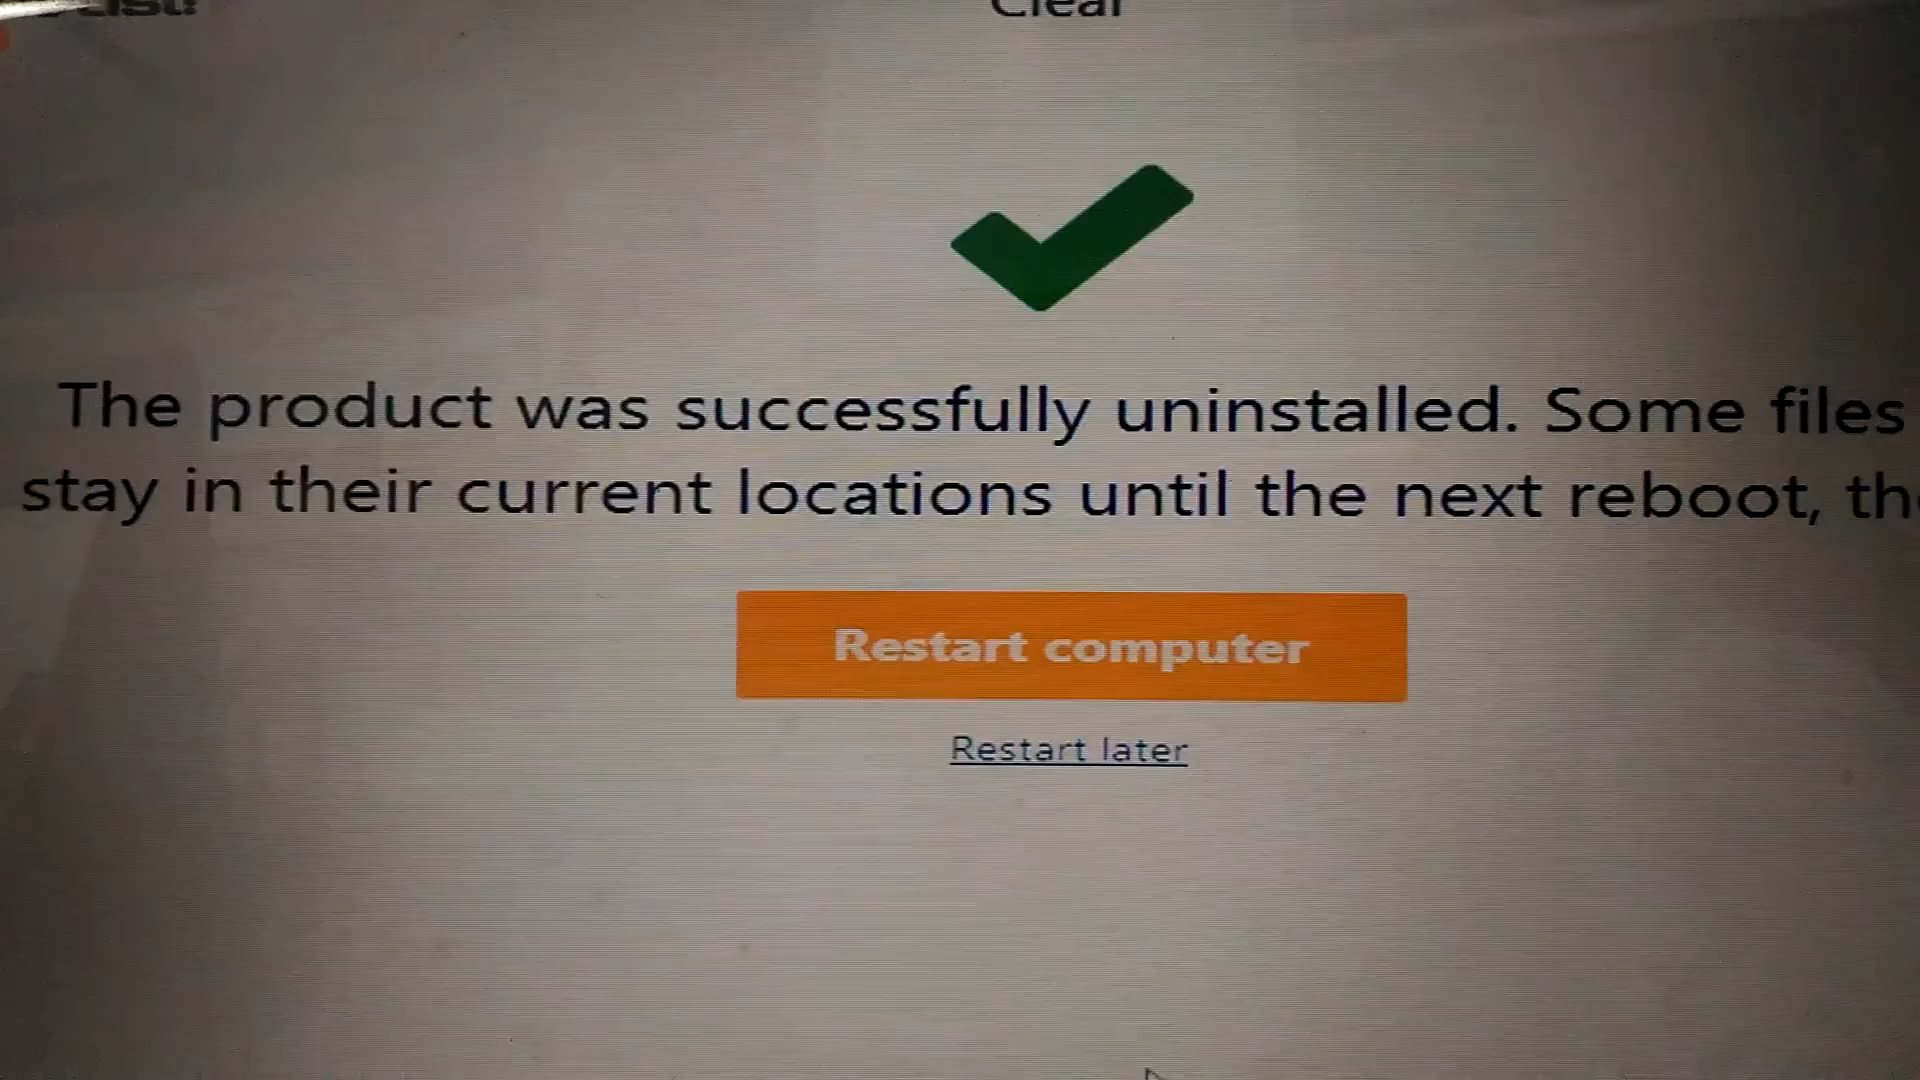 Clear
The product was successfully uninstalled. Some files
stay in their current locations until the next reboot,
Restart computer
Restart later